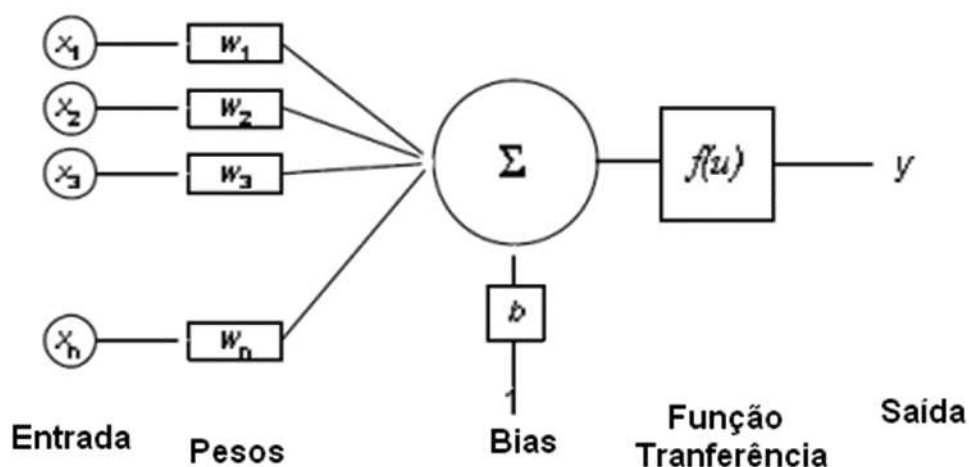 x₁ w₁
x₂ w₂
x₃ w₃
Σ f(u) y
b
xₙ wₙ
1
Entrada Pesos Bias Função
Tranferência Saída